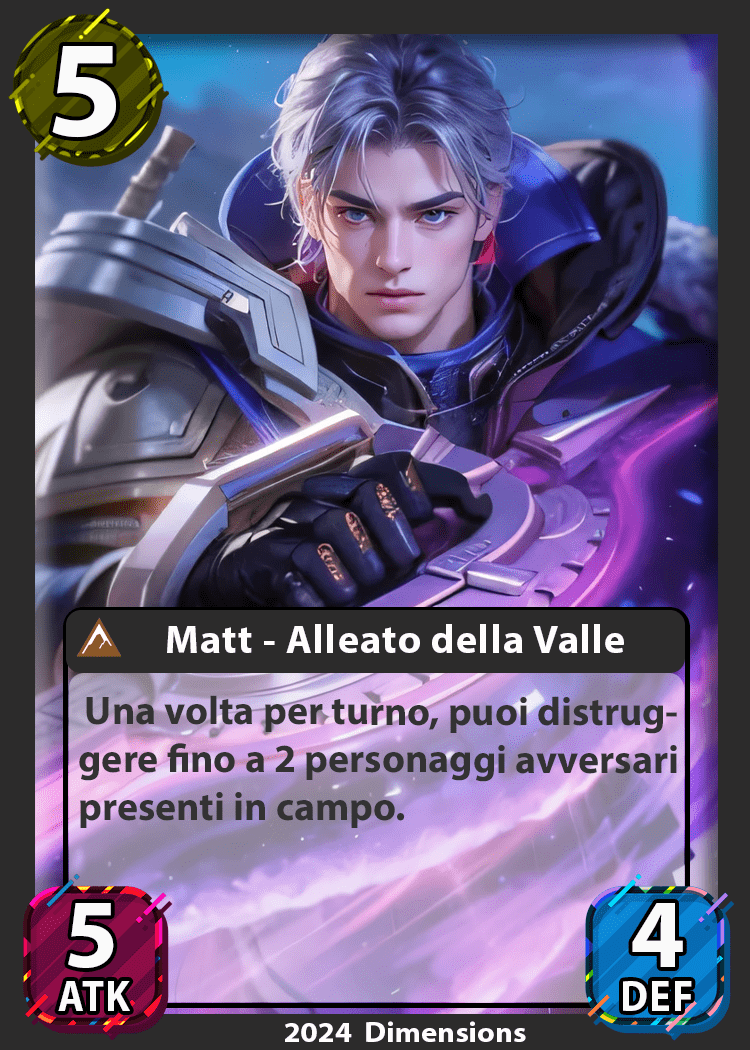 5
Matt - Alleato della Valle
Una volta per turno, puoi distrug-
gere fino a 2 personaggi avversari
presenti in campo.
5
ATK
4
DEF
2024 Dimensions